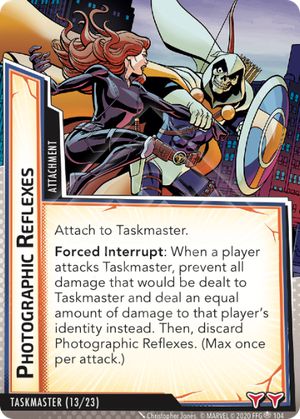 PHOTOGRAPHIC REFLEXES
ATTACHMENT
Attach to Taskmaster.
Forced Interrupt: When a player
attacks Taskmaster, prevent all
damage that would be dealt to
Taskmaster and deal an equal
amount of damage to that player's
identity instead. Then, discard
Photographic Reflexes. (Max once
per attack.)
TASKMASTER (13/23)
Christopher Jones. © MARVEL © 2020 FFG 104